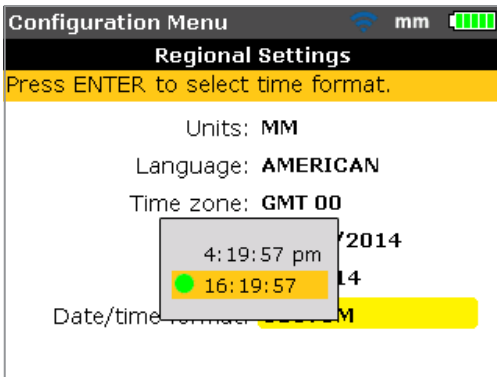 Configuration Menu mm
Regional Settings
Press ENTER to select time format.
Units: MM
Language: AMERICAN
Time zone: GMT 00
/2014
4:19:57 pm
14
16:19:57
Date/time format: